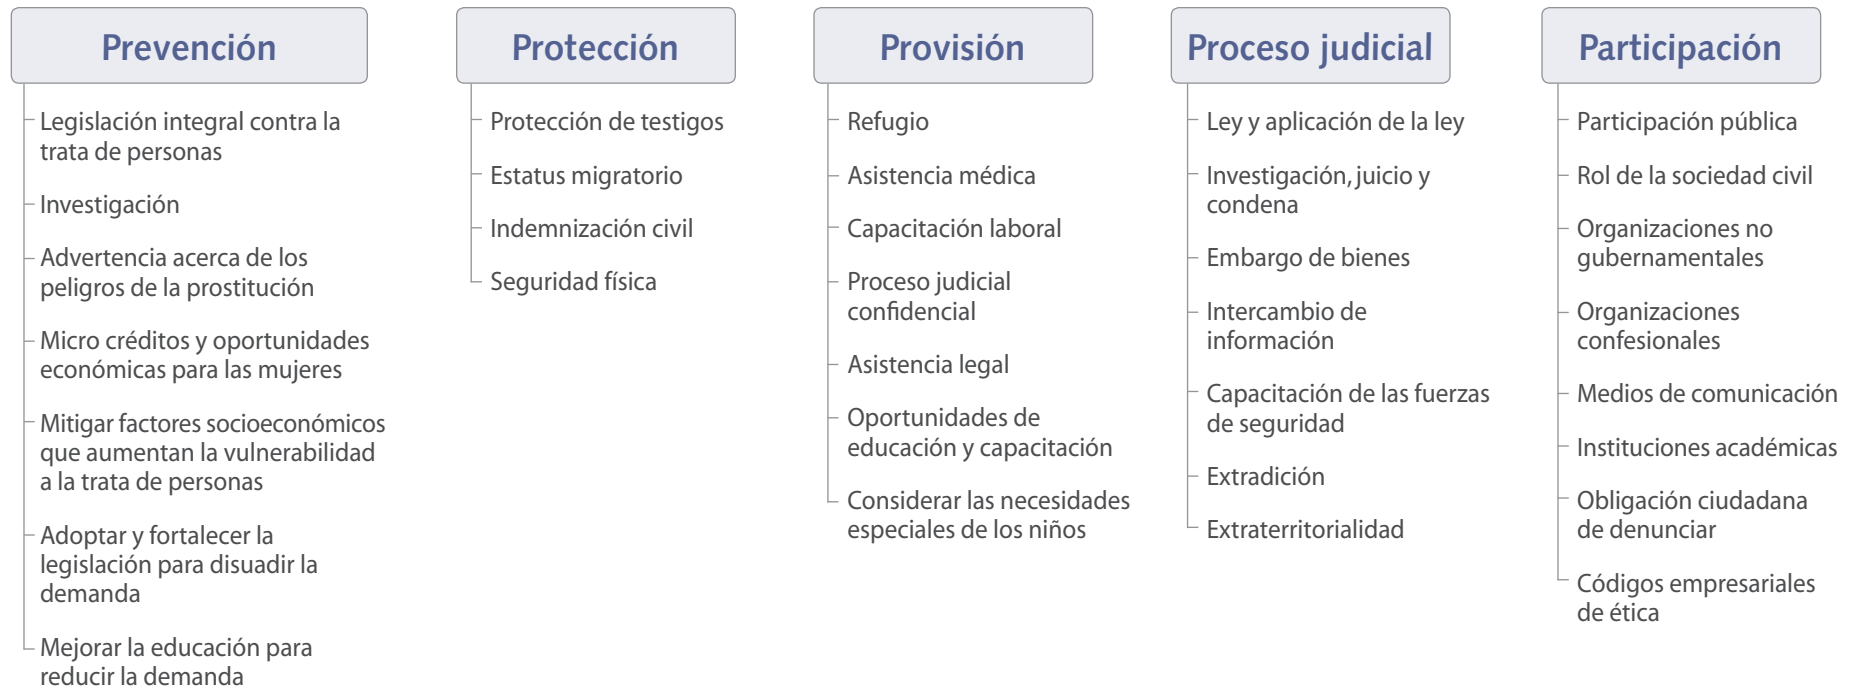 Prevención
Legislación integral contra la
trata de personas
Investigación
Advertencia acerca de los
peligros de la prostitución
Micro créditos y oportunidades
económicas para las mujeres
Mitigar factores socioeconómicos
que aumentan la vulnerabilidad
a la trata de personas
Adoptar y fortalecer la
legislación para disuadir la
demanda
Mejorar la educación para
reducir la demanda
Protección
Protección de testigos
Estatus migratorio
Indemnización civil
Seguridad física
Provisión
Refugio
Asistencia médica
Capacitación laboral
Proceso judicial
confidencial
Asistencia legal
Oportunidades de
educación y capacitación
Considerar las necesidades
especiales de los niños
Proceso judicial
Ley y aplicación de la ley
Investigación, juicio y
condena
Embargo de bienes
Intercambio de
información
Capacitación de las fuerzas
de seguridad
Extradición
Extraterritorialidad
Participación
Participación pública
Rol de la sociedad civil
Organizaciones no
gubernamentales
Organizaciones
confesionales
Medios de comunicación
Instituciones académicas
Obligación ciudadana
de denunciar
Códigos empresariales
de ética